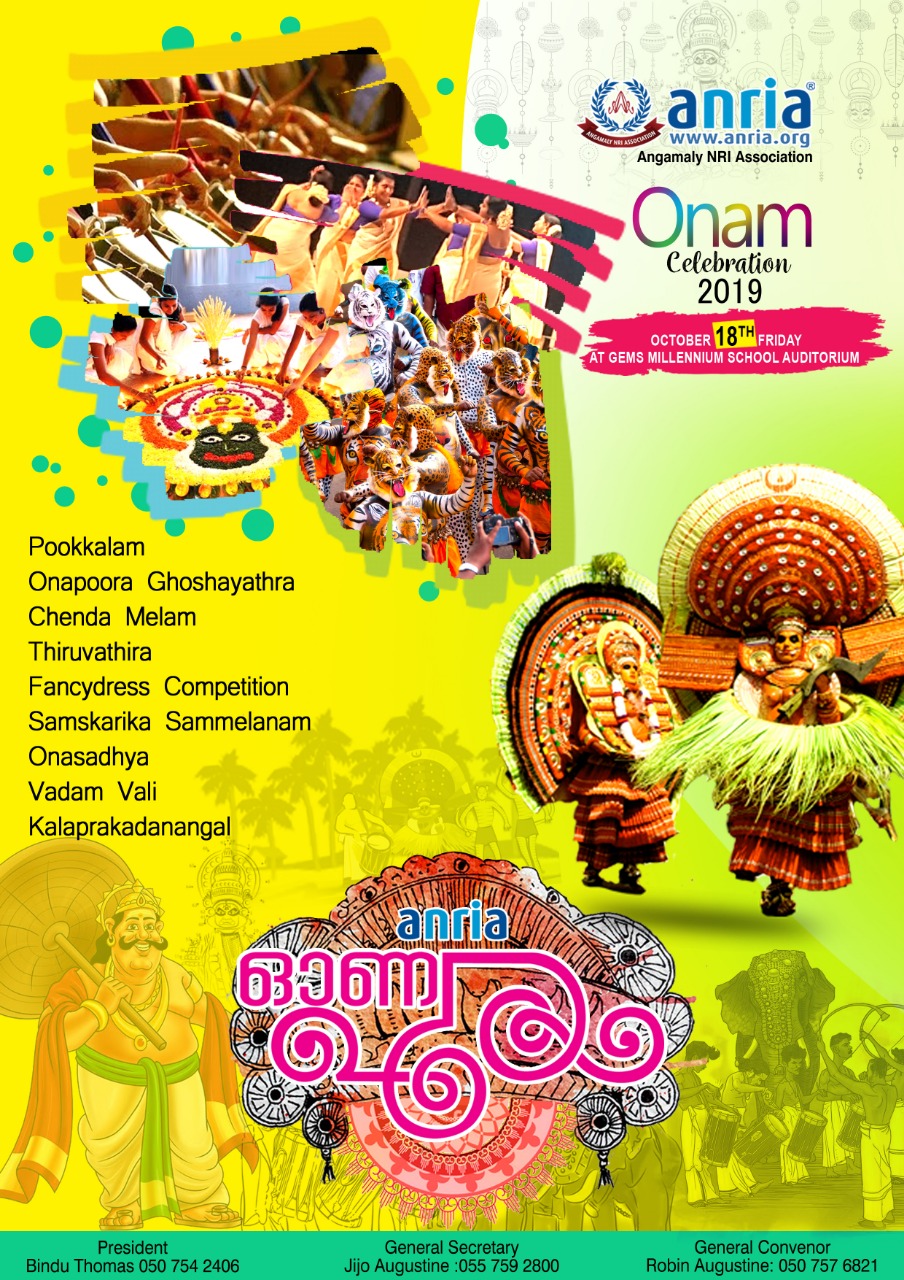 anria®
www.anria.org
ANGAMALY NRI ASSOCIATION
Angamaly NRI Association
Onam
Celebration
2019
OCTOBER 18TH FRIDAY
AT GEMS MILLENNIUM SCHOOL AUDITORIUM
Pookkalam
Onapoora Ghoshayathra
Chenda Melam
Thiruvathira
Fancydress Competition
Samskarika Sammelanam
Onasadhya
Vadam Vali
Kalaprakadanangal
anria
ഓണ
പൂരം
President
Bindu Thomas 050 754 2406
General Secretary
Jijo Augustine :055 759 2800
General Convenor
Robin Augustine: 050 757 6821